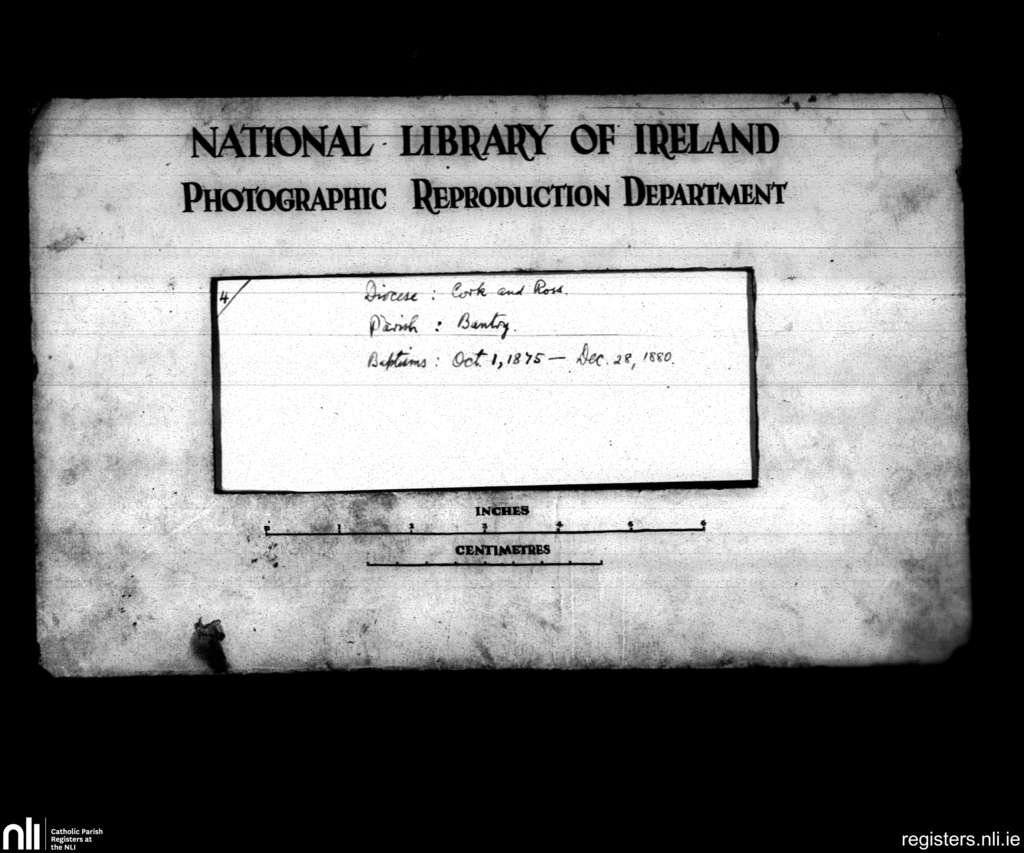 NATIONAL LIBRARY OF IRELAND
PHOTOGRAPHIC REPRODUCTION DEPARTMENT
4
Diocese : Cork and Ross.
Parish : Bantry.
Baptisms : Oct. 1, 1875 — Dec. 28, 1880.
INCHES
0 1 2 3 4 5 6
CENTIMETRES
nli Catholic Parish
Registers at
the NLI
registers.nli.ie